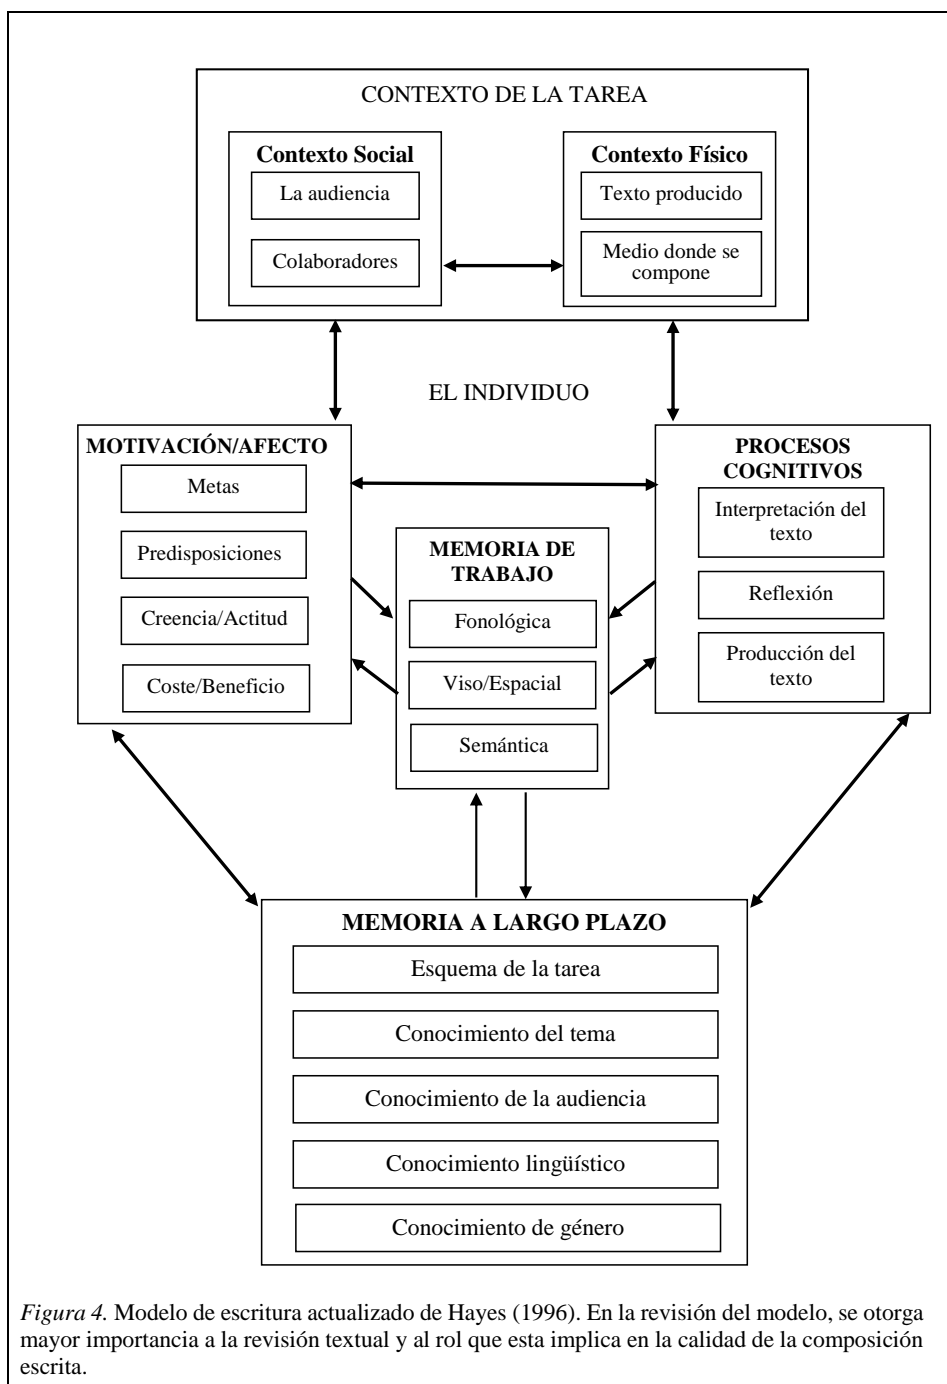 CONTEXTO DE LA TAREA
Contexto Social
La audiencia
Colaboradores
Contexto Físico
Texto producido
Medio donde se
compone
EL INDIVIDUO
MOTIVACIÓN/AFECTO
Metas
Predisposiciones
Creencia/Actitud
Coste/Beneficio
MEMORIA DE
TRABAJO
Fonológica
Viso/Espacial
Semántica
PROCESOS
COGNITIVOS
Interpretación del
texto
Reflexión
Producción del
texto
MEMORIA A LARGO PLAZO
Esquema de la tarea
Conocimiento del tema
Conocimiento de la audiencia
Conocimiento lingüístico
Conocimiento de género
Figura 4. Modelo de escritura actualizado de Hayes (1996). En la revisión del modelo, se otorga
mayor importancia a la revisión textual y al rol que esta implica en la calidad de la composición
escrita.